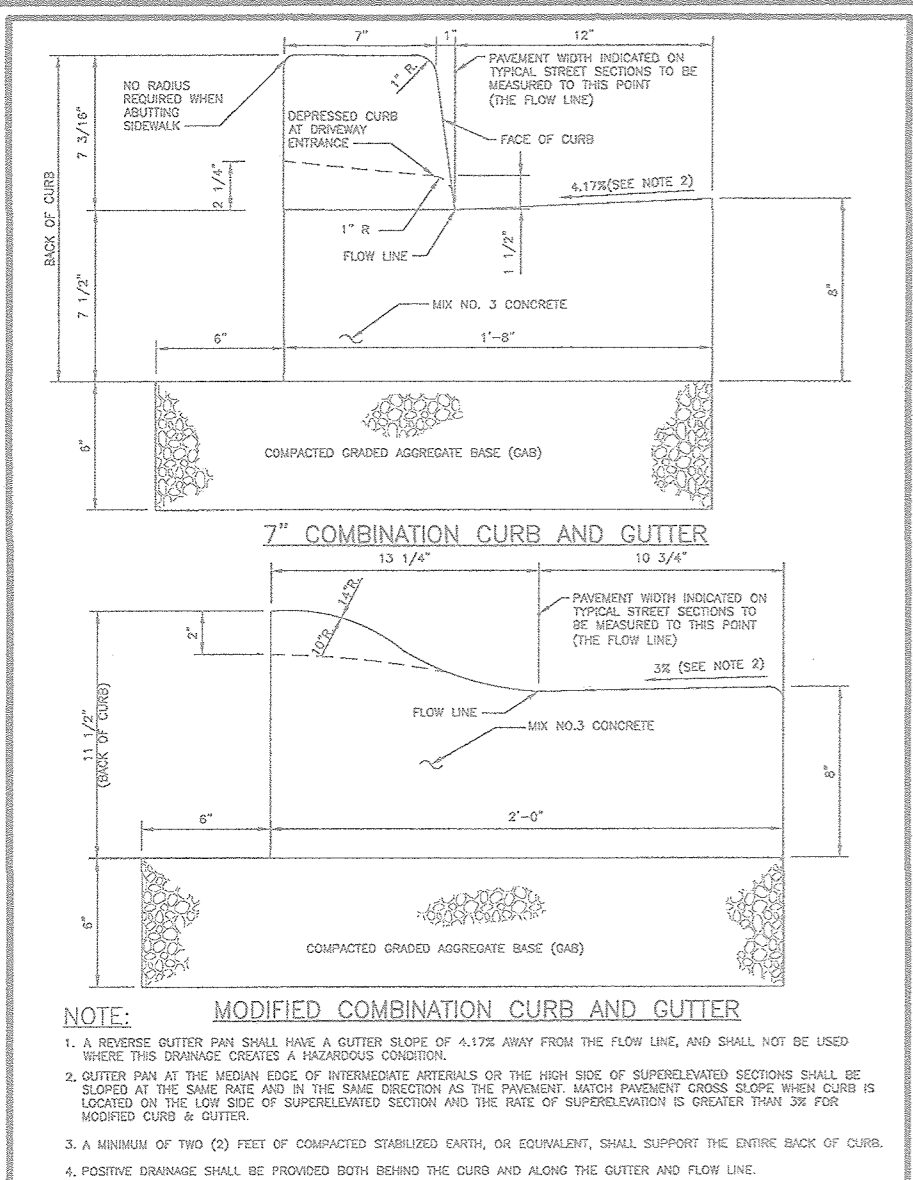 7"
1"
12"
NO RADIUS
REQUIRED WHEN
ABUTTING
SIDEWALK
1" R.
PAVEMENT WIDTH INDICATED ON
TYPICAL STREET SECTIONS TO BE
MEASURED TO THIS POINT
(THE FLOW LINE)
DEPRESSED CURB
AT DRIVEWAY
ENTRANCE
FACE OF CURB
BACK OF CURB
7 3/16"
2 1/4"
4.17%(SEE NOTE 2)
1" R
FLOW LINE
1 1/2"
7 1/2"
8"
MIX NO. 3 CONCRETE
6"
1'-8"
6"
COMPACTED GRADED AGGREGATE BASE (GAB)
7" COMBINATION CURB AND GUTTER
13 1/4"
10 3/4"
14"R.
10"R
2"
PAVEMENT WIDTH INDICATED ON
TYPICAL STREET SECTIONS TO
BE MEASURED TO THIS POINT
(THE FLOW LINE)
3% (SEE NOTE 2)
11 1/2"
(BACK OF CURB)
FLOW LINE
MIX NO.3 CONCRETE
8"
6"
2'-0"
6"
COMPACTED GRADED AGGREGATE BASE (GAB)
MODIFIED COMBINATION CURB AND GUTTER
NOTE:
1. A REVERSE GUTTER PAN SHALL HAVE A GUTTER SLOPE OF 4.17% AWAY FROM THE FLOW LINE, AND SHALL NOT BE USED
WHERE THIS DRAINAGE CREATES A HAZARDOUS CONDITION.
2. GUTTER PAN AT THE MEDIAN EDGE OF INTERMEDIATE ARTERIALS OR THE HIGH SIDE OF SUPERELEVATED SECTIONS SHALL BE
SLOPED AT THE SAME RATE AND IN THE SAME DIRECTION AS THE PAVEMENT. MATCH PAVEMENT CROSS SLOPE WHEN CURB IS
LOCATED ON THE LOW SIDE OF SUPERELEVATED SECTION AND THE RATE OF SUPERELEVATION IS GREATER THAN 3% FOR
MODIFIED CURB & GUTTER.
3. A MINIMUM OF TWO (2) FEET OF COMPACTED STABILIZED EARTH, OR EQUIVALENT, SHALL SUPPORT THE ENTIRE BACK OF CURB.
4. POSITIVE DRAINAGE SHALL BE PROVIDED BOTH BEHIND THE CURB AND ALONG THE GUTTER AND FLOW LINE.